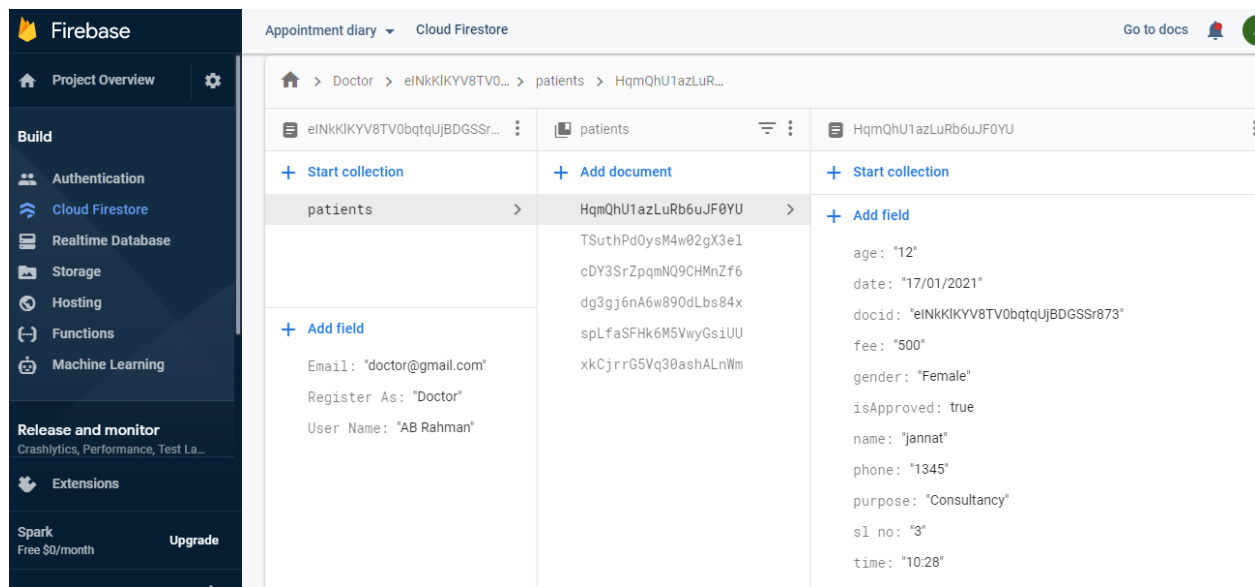 Firebase
Appointment diary
Cloud Firestore
Go to docs
Project Overview
Doctor
eINkKlKYV8TV0...
patients
HqmQhU1azLuR...
Build
Authentication
Cloud Firestore
Realtime Database
Storage
Hosting
Functions
Machine Learning
Release and monitor
Crashlytics, Performance, Test La...
Extensions
Spark
Free $0/month
Upgrade
eINkKlKYV8TV0bqtqUjBDGSSr...
Start collection
patients
Add field
Email: "doctor@gmail.com"
Register As: "Doctor"
User Name: "AB Rahman"
patients
Add document
HqmQhU1azLuRb6uJF0YU
TSuthPdOysM4w02gX3el
cDY3SrZpqmNQ9CHMnZf6
dg3gj6nA6w89OdLbs84x
spLfaSFHk6M5VwyGsiUU
xkCjrrG5Vq30ashALnWm
HqmQhU1azLuRb6uJF0YU
Start collection
Add field
age: "12"
date: "17/01/2021"
docid: "eINkKlKYV8TV0bqtqUjBDGSSr873"
fee: "500"
gender: "Female"
isApproved: true
name: "jannat"
phone: "1345"
purpose: "Consultancy"
sl no: "3"
time: "10:28"